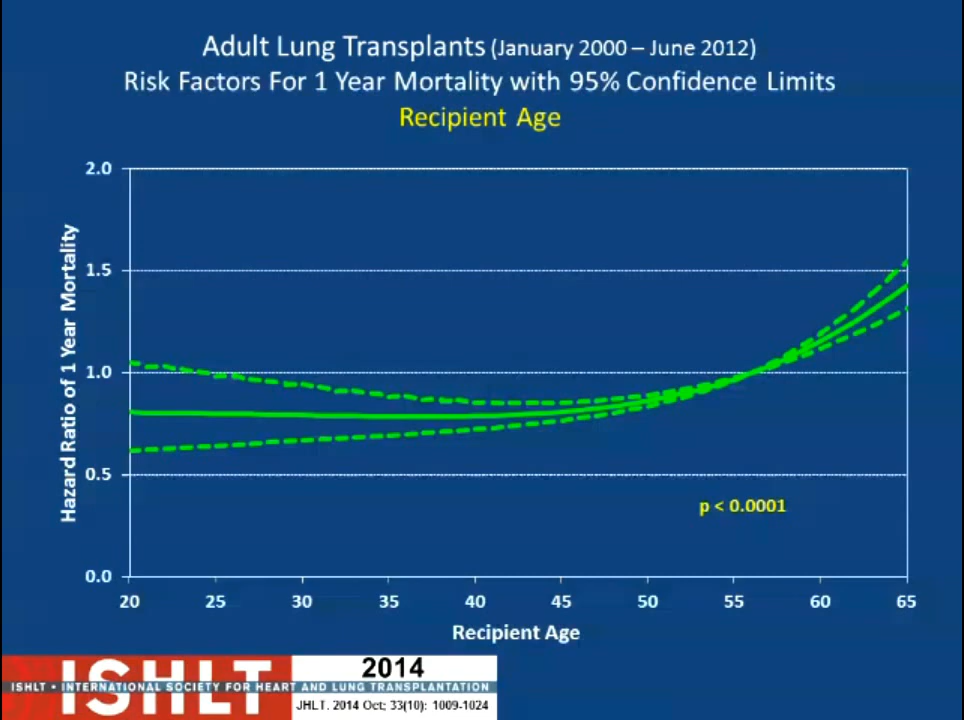 Adult Lung Transplants (January 2000 – June 2012)
Risk Factors For 1 Year Mortality with 95% Confidence Limits
Recipient Age
Hazard Ratio of 1 Year Mortality
2.0
1.5
1.0
0.5
0.0
p < 0.0001
20 25 30 35 40 45 50 55 60 65
Recipient Age
ISHLT
2014
ISHLT • INTERNATIONAL SOCIETY FOR HEART AND LUNG TRANSPLANTATION
JHLT. 2014 Oct; 33(10): 1009-1024